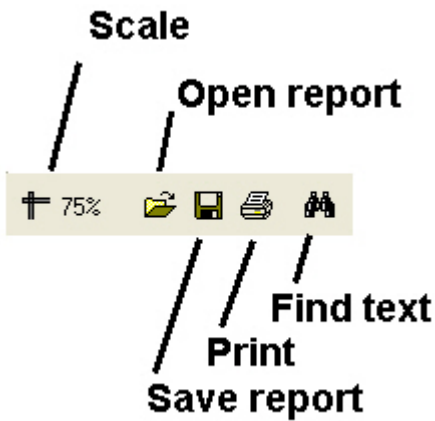 Scale
Open report
75%
Find text
Print
Save report